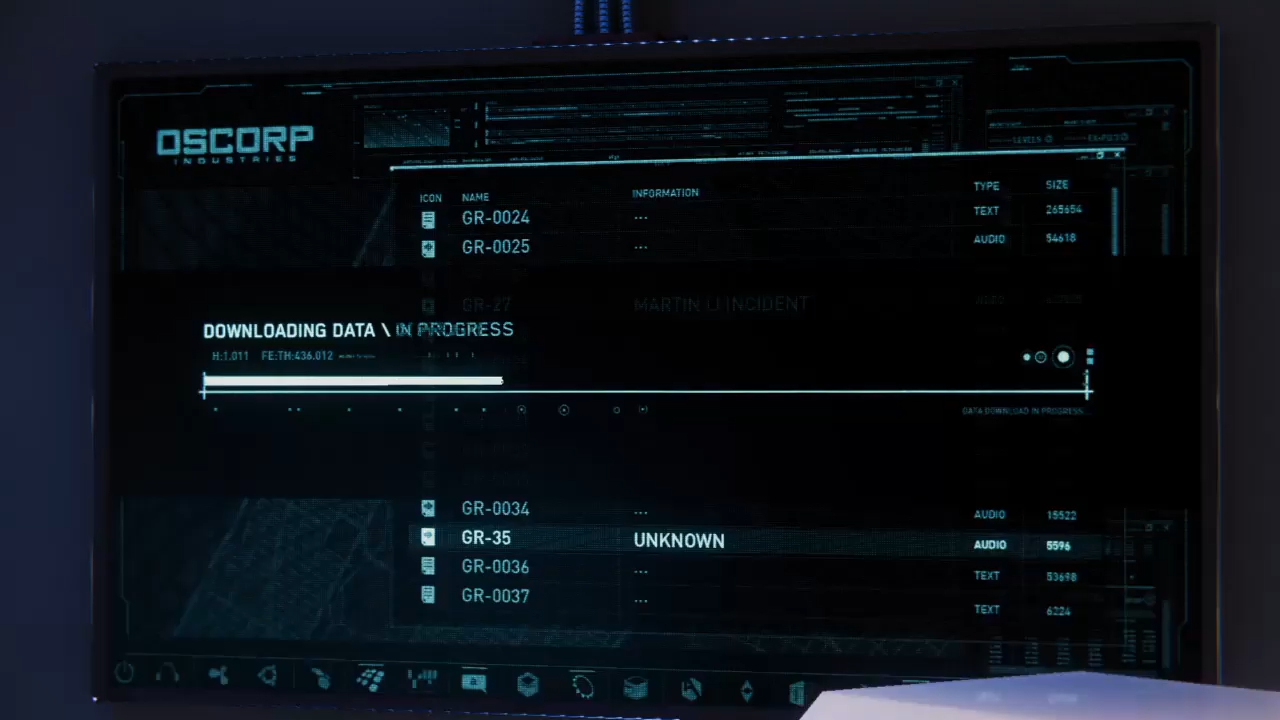 OSCORP
INDUSTRIES
LEVELS
ICON NAME INFORMATION TYPE SIZE
GR-0024 ... TEXT 265654
GR-0025 ... AUDIO 54618
GR-27 MARTIN LI INCIDENT AUDIO
DOWNLOADING DATA \ IN PROGRESS
H:1.011 FE:TH:436.012
DATA DOWNLOAD IN PROGRESS...
GR-0034 ... AUDIO 15522
GR-35 UNKNOWN AUDIO 5596
GR-0036 ... TEXT 53698
GR-0037 ... TEXT 6224